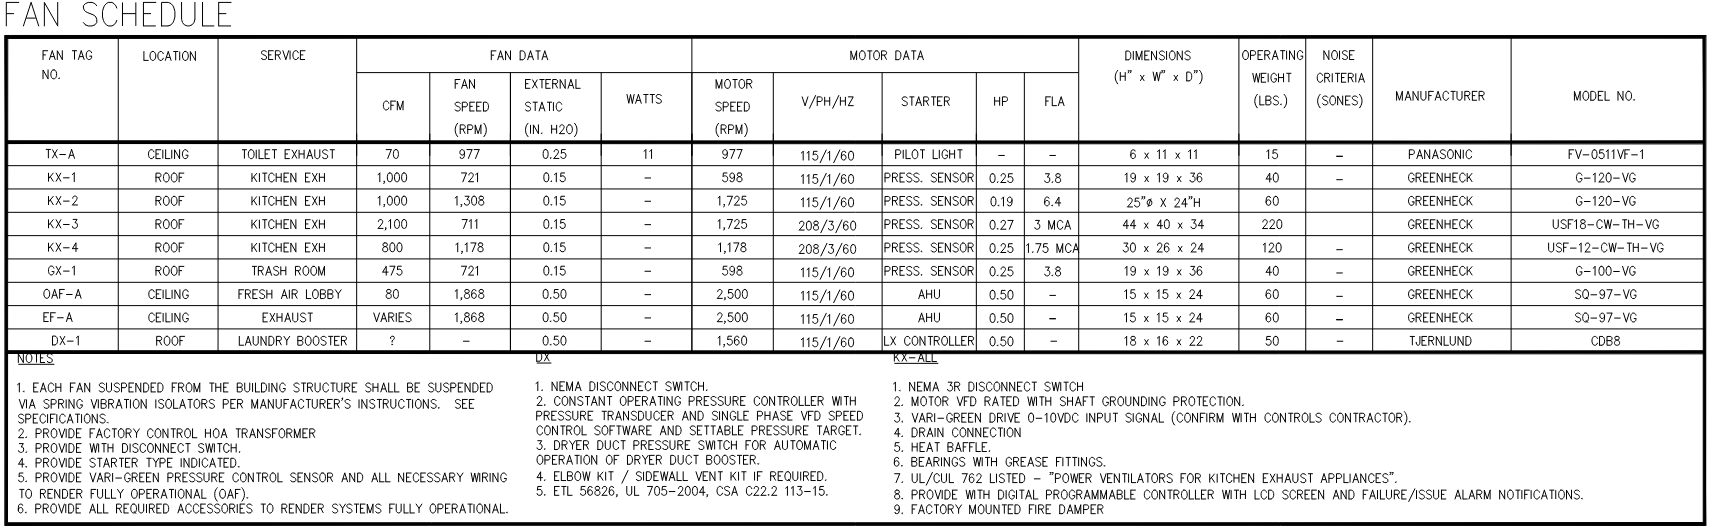 FAN SCHEDULE
FAN TAG NO. LOCATION SERVICE FAN DATA MOTOR DATA DIMENSIONS (H" x W" x D") OPERATING WEIGHT (LBS.) NOISE CRITERIA (SONES) MANUFACTURER MODEL NO.
CFM FAN SPEED (RPM) EXTERNAL STATIC (IN. H2O) WATTS MOTOR SPEED (RPM) V/PH/HZ STARTER HP FLA
TX-A CEILING TOILET EXHAUST 70 977 0.25 11 977 115/1/60 PILOT LIGHT - - 6 x 11 x 11 15 - PANASONIC FV-0511VF-1
KX-1 ROOF KITCHEN EXH 1,000 721 0.15 - 598 115/1/60 PRESS. SENSOR 0.25 3.8 19 x 19 x 36 40 - GREENHECK G-120-VG
KX-2 ROOF KITCHEN EXH 1,000 1,308 0.15 - 1,725 115/1/60 PRESS. SENSOR 0.19 6.4 25"ø X 24"H 60 GREENHECK G-120-VG
KX-3 ROOF KITCHEN EXH 2,100 711 0.15 - 1,725 208/3/60 PRESS. SENSOR 0.27 3 MCA 44 x 40 x 34 220 GREENHECK USF18-CW-TH-VG
KX-4 ROOF KITCHEN EXH 800 1,178 0.15 - 1,178 208/3/60 PRESS. SENSOR 0.25 1.75 MCA 30 x 26 x 24 120 - GREENHECK USF-12-CW-TH-VG
GX-1 ROOF TRASH ROOM 475 721 0.15 - 598 115/1/60 PRESS. SENSOR 0.25 3.8 19 x 19 x 36 40 - GREENHECK G-100-VG
OAF-A CEILING FRESH AIR LOBBY 80 1,868 0.50 - 2,500 115/1/60 AHU 0.50 - 15 x 15 x 24 60 - GREENHECK SQ-97-VG
EF-A CEILING EXHAUST VARIES 1,868 0.50 - 2,500 115/1/60 AHU 0.50 - 15 x 15 x 24 60 - GREENHECK SQ-97-VG
DX-1 ROOF LAUNDRY BOOSTER ? - 0.50 1,560 115/1/60 LX CONTROLLER 0.50 - 18 x 16 x 22 50 - TJERNLUND CDB8
NOTES
1. EACH FAN SUSPENDED FROM THE BUILDING STRUCTURE SHALL BE SUSPENDED
VIA SPRING VIBRATION ISOLATORS PER MANUFACTURER'S INSTRUCTIONS. SEE
SPECIFICATIONS.
2. PROVIDE FACTORY CONTROL HOA TRANSFORMER
3. PROVIDE WITH DISCONNECT SWITCH.
4. PROVIDE STARTER TYPE INDICATED.
5. PROVIDE VARI-GREEN PRESSURE CONTROL SENSOR AND ALL NECESSARY WIRING
TO RENDER FULLY OPERATIONAL (OAF).
6. PROVIDE ALL REQUIRED ACCESSORIES TO RENDER SYSTEMS FULLY OPERATIONAL.
DX
1. NEMA DISCONNECT SWITCH.
2. CONSTANT OPERATING PRESSURE CONTROLLER WITH
PRESSURE TRANSDUCER AND SINGLE PHASE VFD SPEED
CONTROL SOFTWARE AND SETTABLE PRESSURE TARGET.
3. DRYER DUCT PRESSURE SWITCH FOR AUTOMATIC
OPERATION OF DRYER DUCT BOOSTER.
4. ELBOW KIT / SIDEWALL VENT KIT IF REQUIRED.
5. ETL 56826, UL 705-2004, CSA C22.2 113-15.
KX-ALL
1. NEMA 3R DISCONNECT SWITCH
2. MOTOR VFD RATED WITH SHAFT GROUNDING PROTECTION.
3. VARI-GREEN DRIVE 0-10VDC INPUT SIGNAL (CONFIRM WITH CONTROLS CONTRACTOR).
4. DRAIN CONNECTION
5. HEAT BAFFLE.
6. BEARINGS WITH GREASE FITTINGS.
7. UL/CUL 762 LISTED - "POWER VENTILATORS FOR KITCHEN EXHAUST APPLIANCES".
8. PROVIDE WITH DIGITAL PROGRAMMABLE CONTROLLER WITH LCD SCREEN AND FAILURE/ISSUE ALARM NOTIFICATIONS.
9. FACTORY MOUNTED FIRE DAMPER